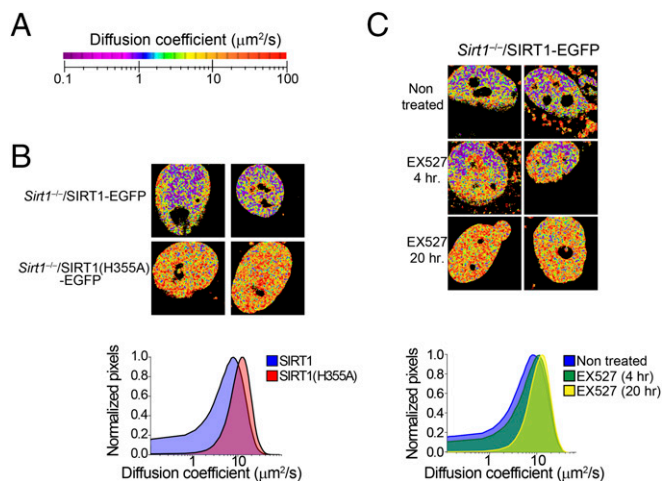 A
Diffusion coefficient (μm²/s)
0.1 1 10 100
B
Sirt1⁻/⁻/SIRT1-EGFP
Sirt1⁻/⁻/SIRT1(H355A)
-EGFP
Normalized pixels
1.0
0.8
0.6
0.4
0.2
0
SIRT1
SIRT1(H355A)
1 10
Diffusion coefficient (μm²/s)
C
Sirt1⁻/⁻/SIRT1-EGFP
Non
treated
EX527
4 hr.
EX527
20 hr.
Normalized pixels
1.0
0.8
0.6
0.4
0.2
0
Non treated
EX527 (4 hr)
EX527 (20 hr)
1 10
Diffusion coefficient (μm²/s)